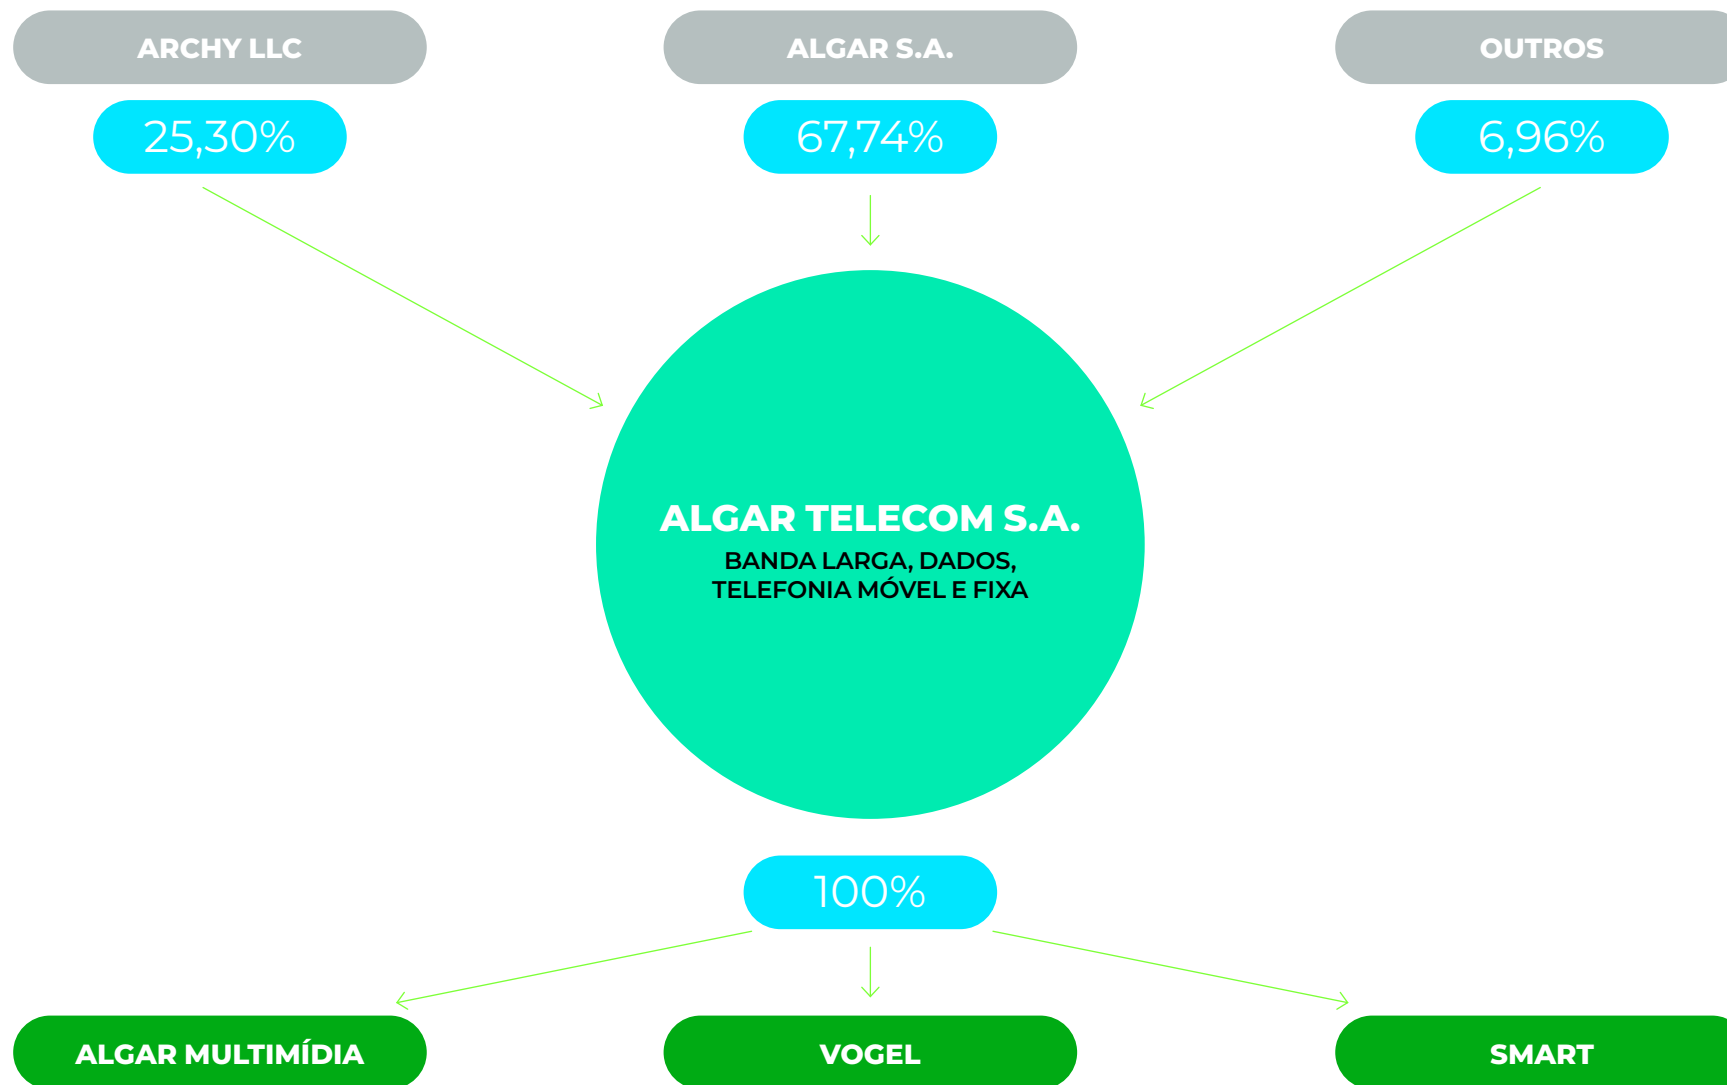 ARCHY LLC
ALGAR S.A.
OUTROS
25,30%
67,74%
6,96%
ALGAR TELECOM S.A.
BANDA LARGA, DADOS,
TELEFONIA MÓVEL E FIXA
100%
ALGAR MULTIMÍDIA
VOGEL
SMART